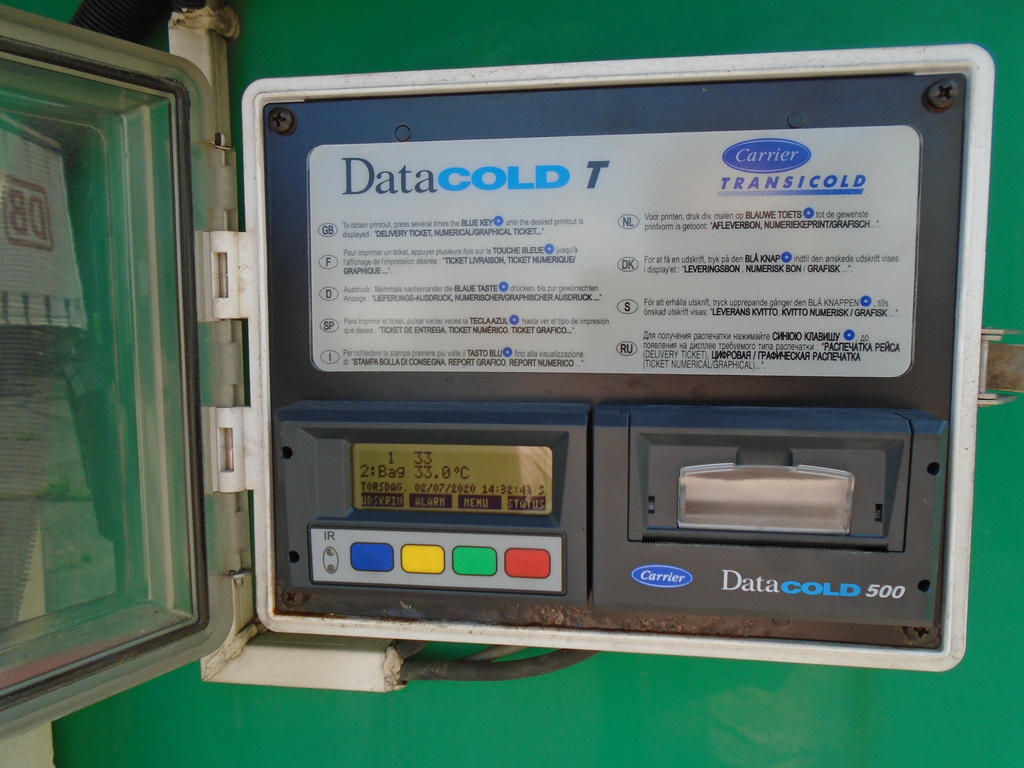 DB
DataCOLD T
Carrier
TRANSICOLD
GB
To obtain printout, press several times the BLUE KEY until the desired printout is
displayed : "DELIVERY TICKET, NUMERICAL/GRAPHICAL TICKET...".
F
Pour imprimer un ticket, appuyer plusieurs fois sur la TOUCHE BLEUE jusqu'à
l'affichage de l'impression désirée : "TICKET LIVRAISON, TICKET NUMERIQUE/
GRAPHIQUE ...".
D
Ausdruck: Mehrmals nacheinander die BLAUE TASTE drücken, bis zur gewünschten
Anzeige : "LIEFERUNGS-AUSDRUCK, NUMERISCHER/GRAPHISCHER AUSDRUCK ...".
SP
Para imprimir el ticket, pulsar varias veces la TECLA AZUL hasta ver el tipo de impresión
que desea : "TICKET DE ENTREGA, TICKET NUMÉRICO, TICKET GRAFICO...".
I
Per richiedere la stampa premere più volte il TASTO BLU fino alla visualizzazione
di: "STAMPA BOLLA DI CONSEGNA, REPORT GRAFICO, REPORT NUMERICO ...".
NL
Voor printen, druk div. malen op BLAUWE TOETS tot de gewenste
printvorm is getoont: "AFLEVERBON, NUMERIEKEPRINT/GRAFISCH...".
DK
For at få en udskrift, tryk på den BLÅ KNAP indtil den ønskede udskrift vises
i display'et : "LEVERINGSBON , NUMERISK BON / GRAFISK ...".
S
För att erhålla utskrift, tryck upprepande gånger den BLÅ KNAPPEN , tills
önskad utskrift visas: "LEVERANS KVITTO, KVITTO NUMERISK / GRAFISK ...".
RU
Для получения распечатки нажимайте СИНЮЮ КЛАВИШУ до
появления на дисплее требуемого типа распечатки : "РАСПЕЧАТКА РЕЙСА
(DELIVERY TICKET), ЦИФРОВАЯ / ГРАФИЧЕСКАЯ РАСПЕЧАТКА
(TICKET NUMERICAL/GRAPHICAL)...".
1 33
2:Bag 33.0°C
TORSDAG, 02/07/2020 14:32:43 S
UDSKRIV ALARM MENU STATUS
IR
Carrier
DataCOLD 500